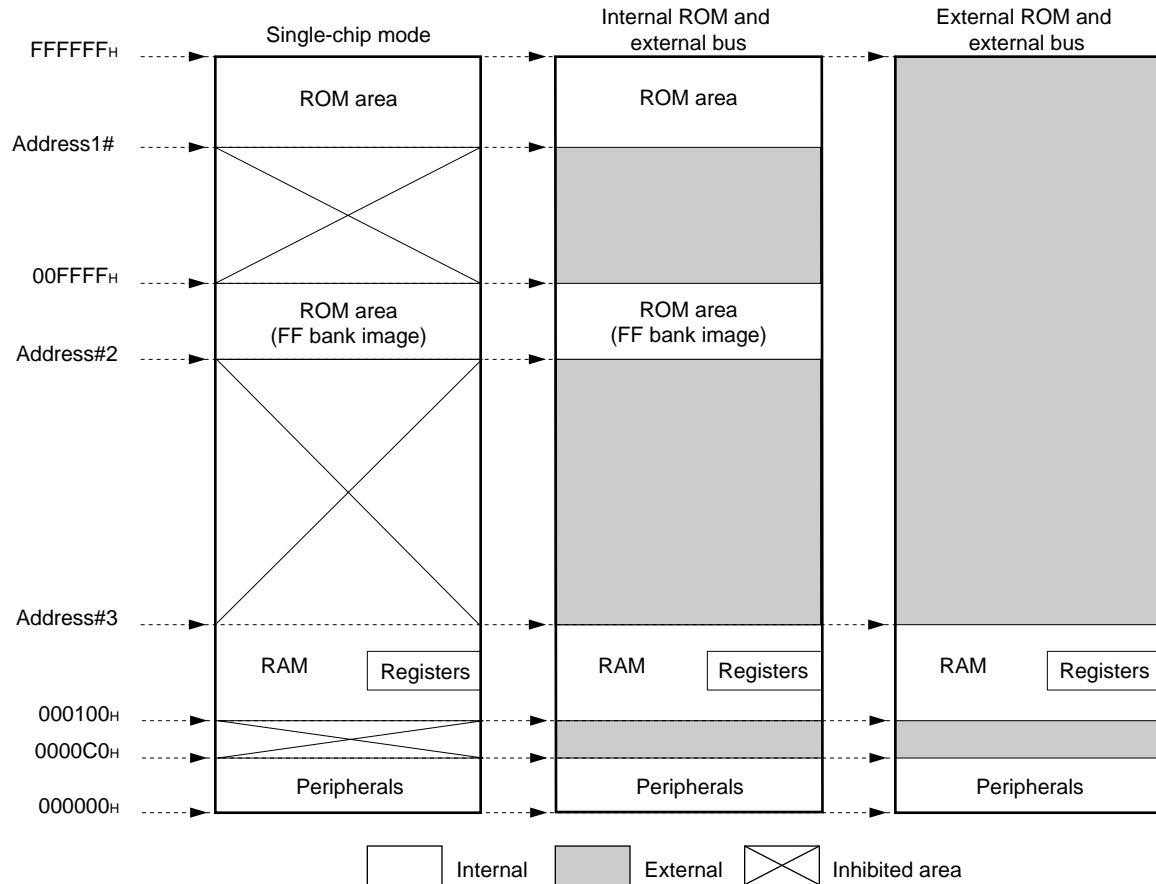 Single-chip mode
Internal ROM and
external bus
External ROM and
external bus
FFFFFFH
ROM area
ROM area
Address1#
00FFFFH
ROM area
(FF bank image)
ROM area
(FF bank image)
Address#2
Address#3
RAM
Registers
RAM
Registers
RAM
Registers
000100H
0000C0H
Peripherals
Peripherals
Peripherals
000000H
Internal
External
Inhibited area